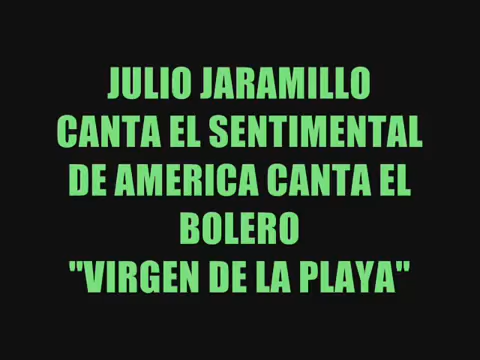 JULIO JARAMILLO
CANTA EL SENTIMENTAL
DE AMERICA CANTA EL
BOLERO
"VIRGEN DE LA PLAYA"